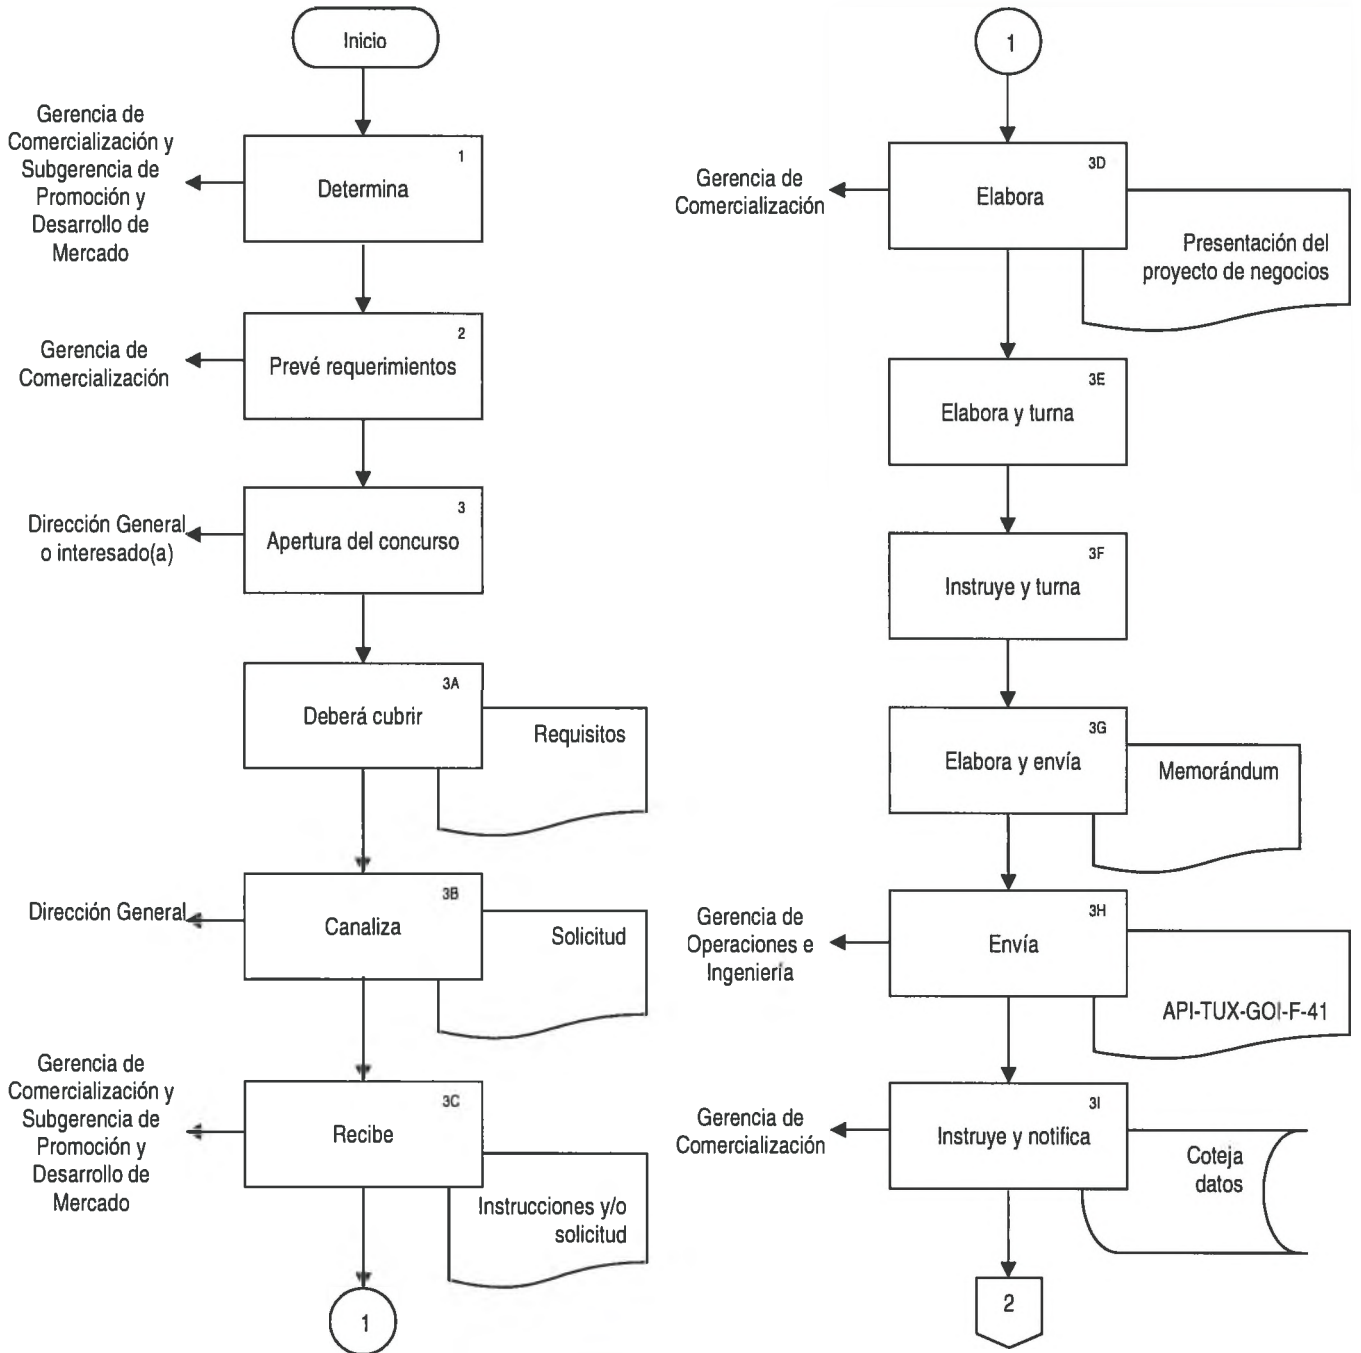 Inicio
Gerencia de
Comercialización y
Subgerencia de
Promoción y
Desarrollo de
Mercado
1
Determina
Gerencia de
Comercialización
2
Prevé requerimientos
Dirección General
o interesado(a)
3
Apertura del concurso
3A
Deberá cubrir
Requisitos
Dirección General
3B
Canaliza
Solicitud
Gerencia de
Comercialización y
Subgerencia de
Promoción y
Desarrollo de
Mercado
3C
Recibe
Instrucciones y/o
solicitud
1
1
Gerencia de
Comercialización
3D
Elabora
Presentación del
proyecto de negocios
3E
Elabora y turna
3F
Instruye y turna
3G
Elabora y envía
Memorándum
Gerencia de
Operaciones e
Ingeniería
3H
Envía
API-TUX-GOI-F-41
Gerencia de
Comercialización
3I
Instruye y notifica
Coteja
datos
2